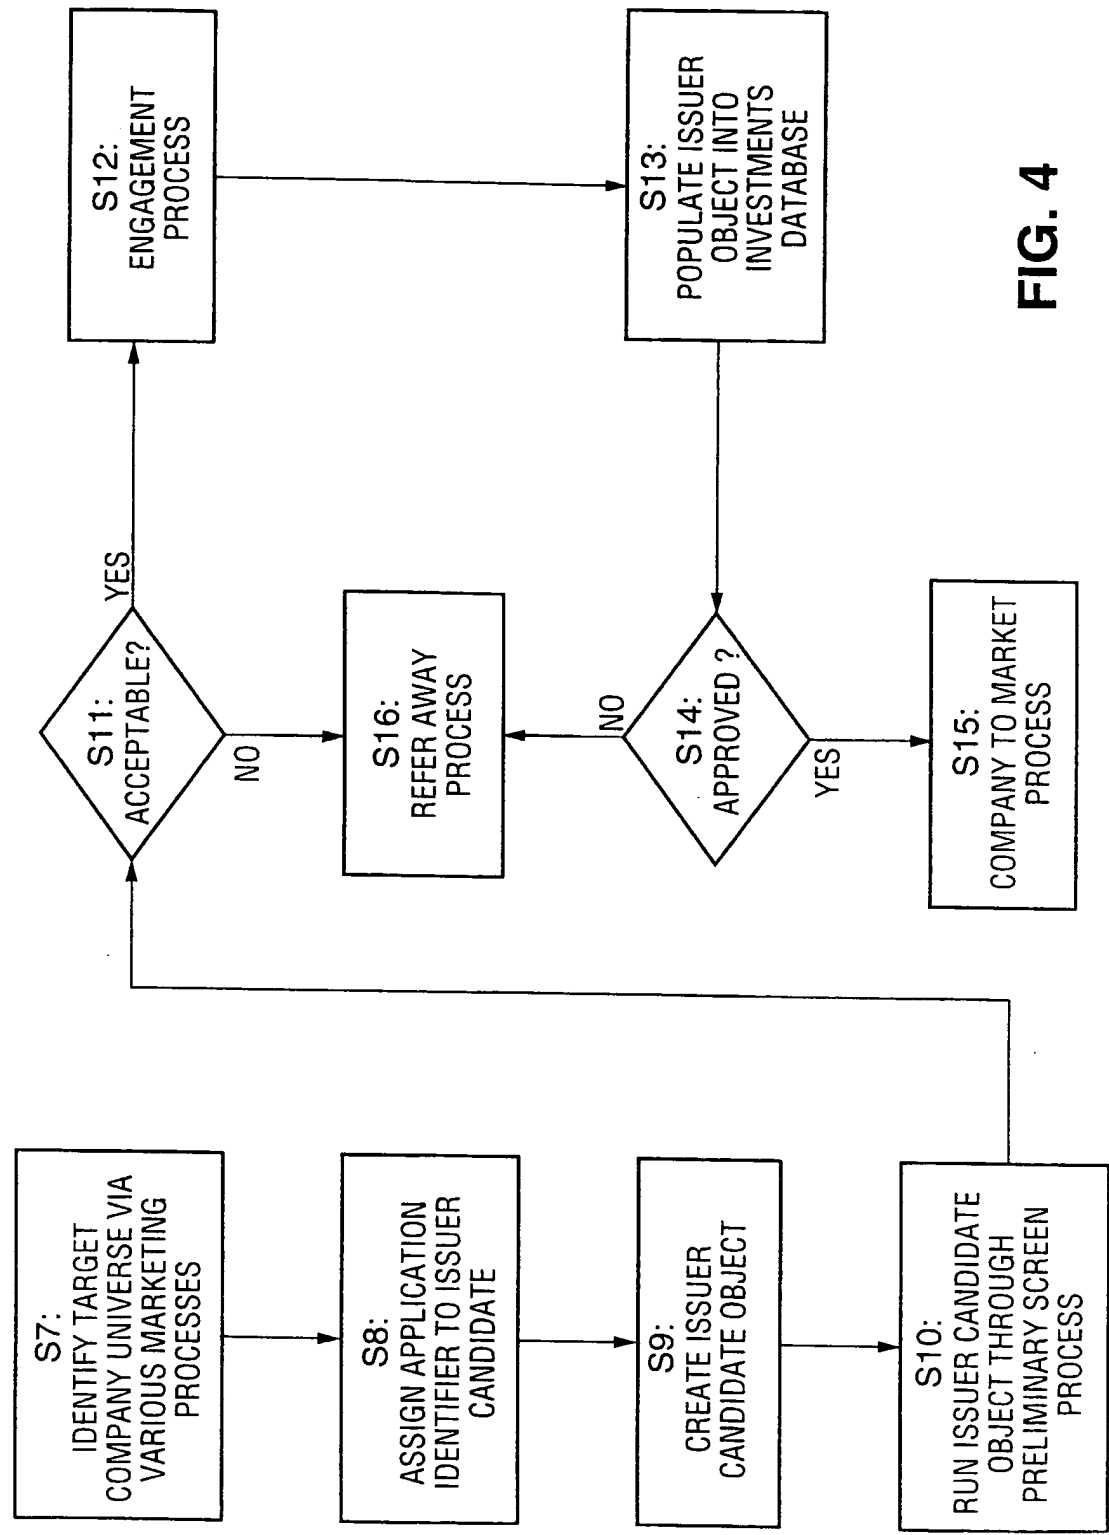 S7:
IDENTIFY TARGET
COMPANY UNIVERSE VIA
VARIOUS MARKETING
PROCESSES
S8:
ASSIGN APPLICATION
IDENTIFIER TO ISSUER
CANDIDATE
S9:
CREATE ISSUER
CANDIDATE OBJECT
S10:
RUN ISSUER CANDIDATE
OBJECT THROUGH
PRELIMINARY SCREEN
PROCESS
S11:
ACCEPTABLE?
YES
NO
S16:
REFER AWAY
PROCESS
NO
S14:
APPROVED ?
YES
S15:
COMPANY TO MARKET
PROCESS
S12:
ENGAGEMENT
PROCESS
S13:
POPULATE ISSUER
OBJECT INTO
INVESTMENTS
DATABASE
FIG. 4